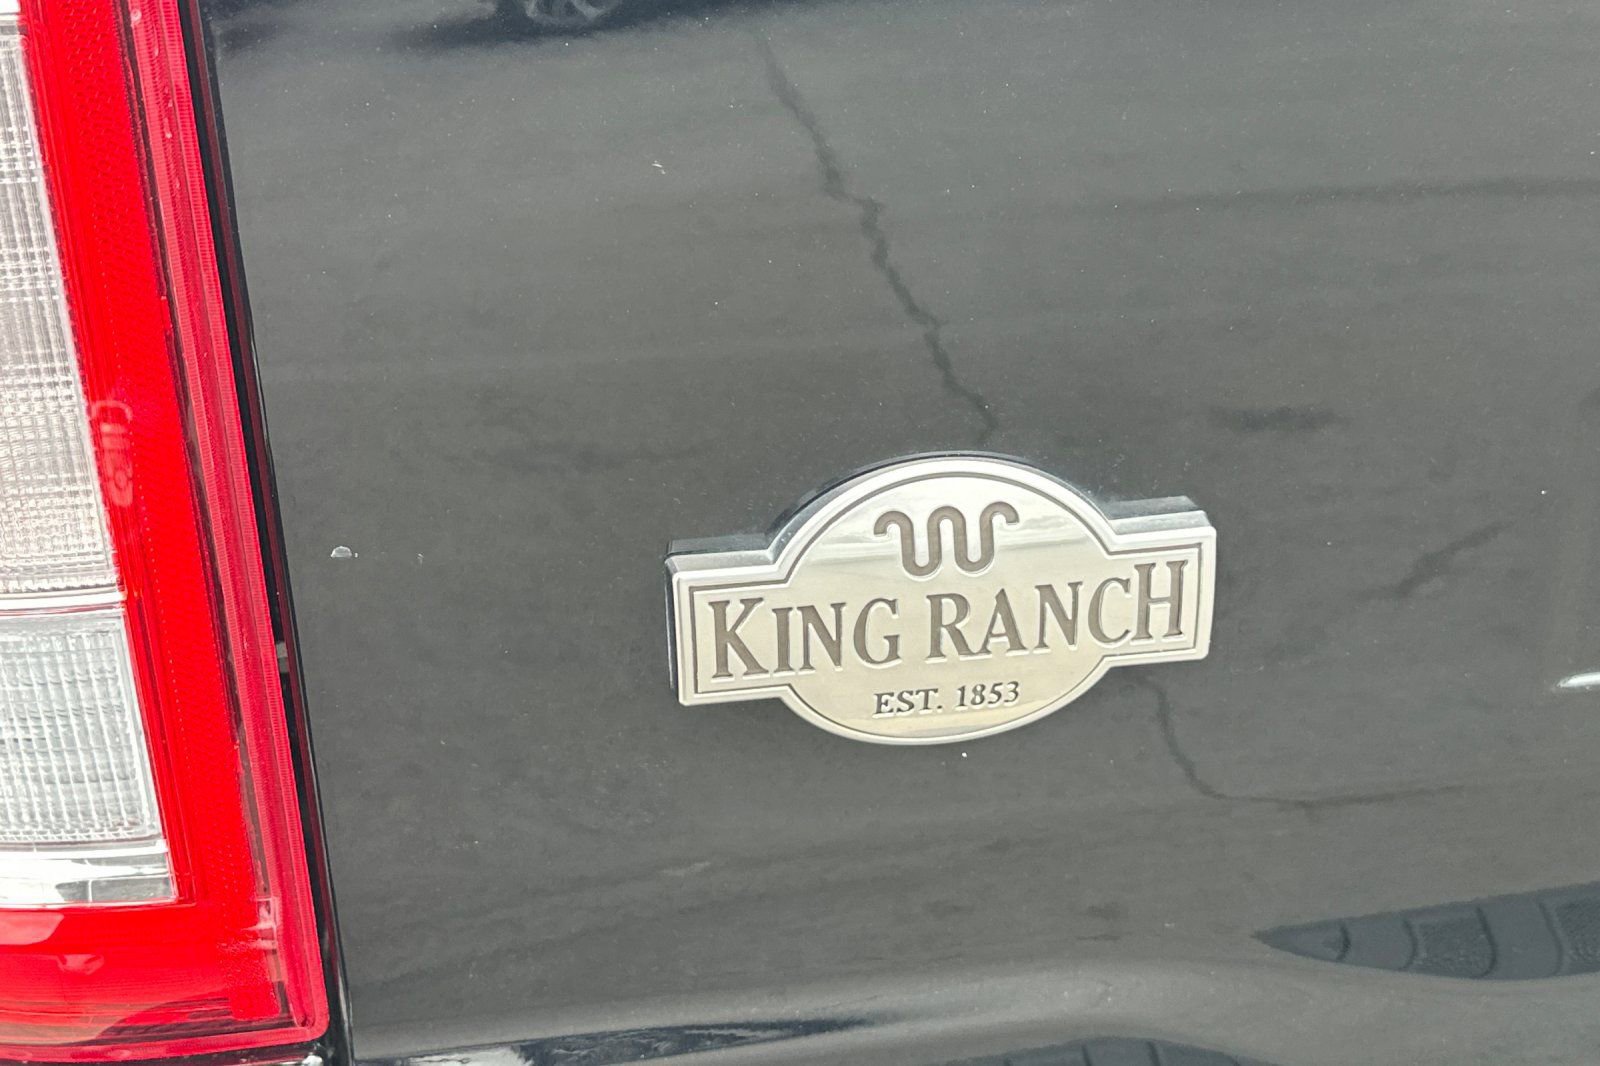 KING RANCH
EST. 1853